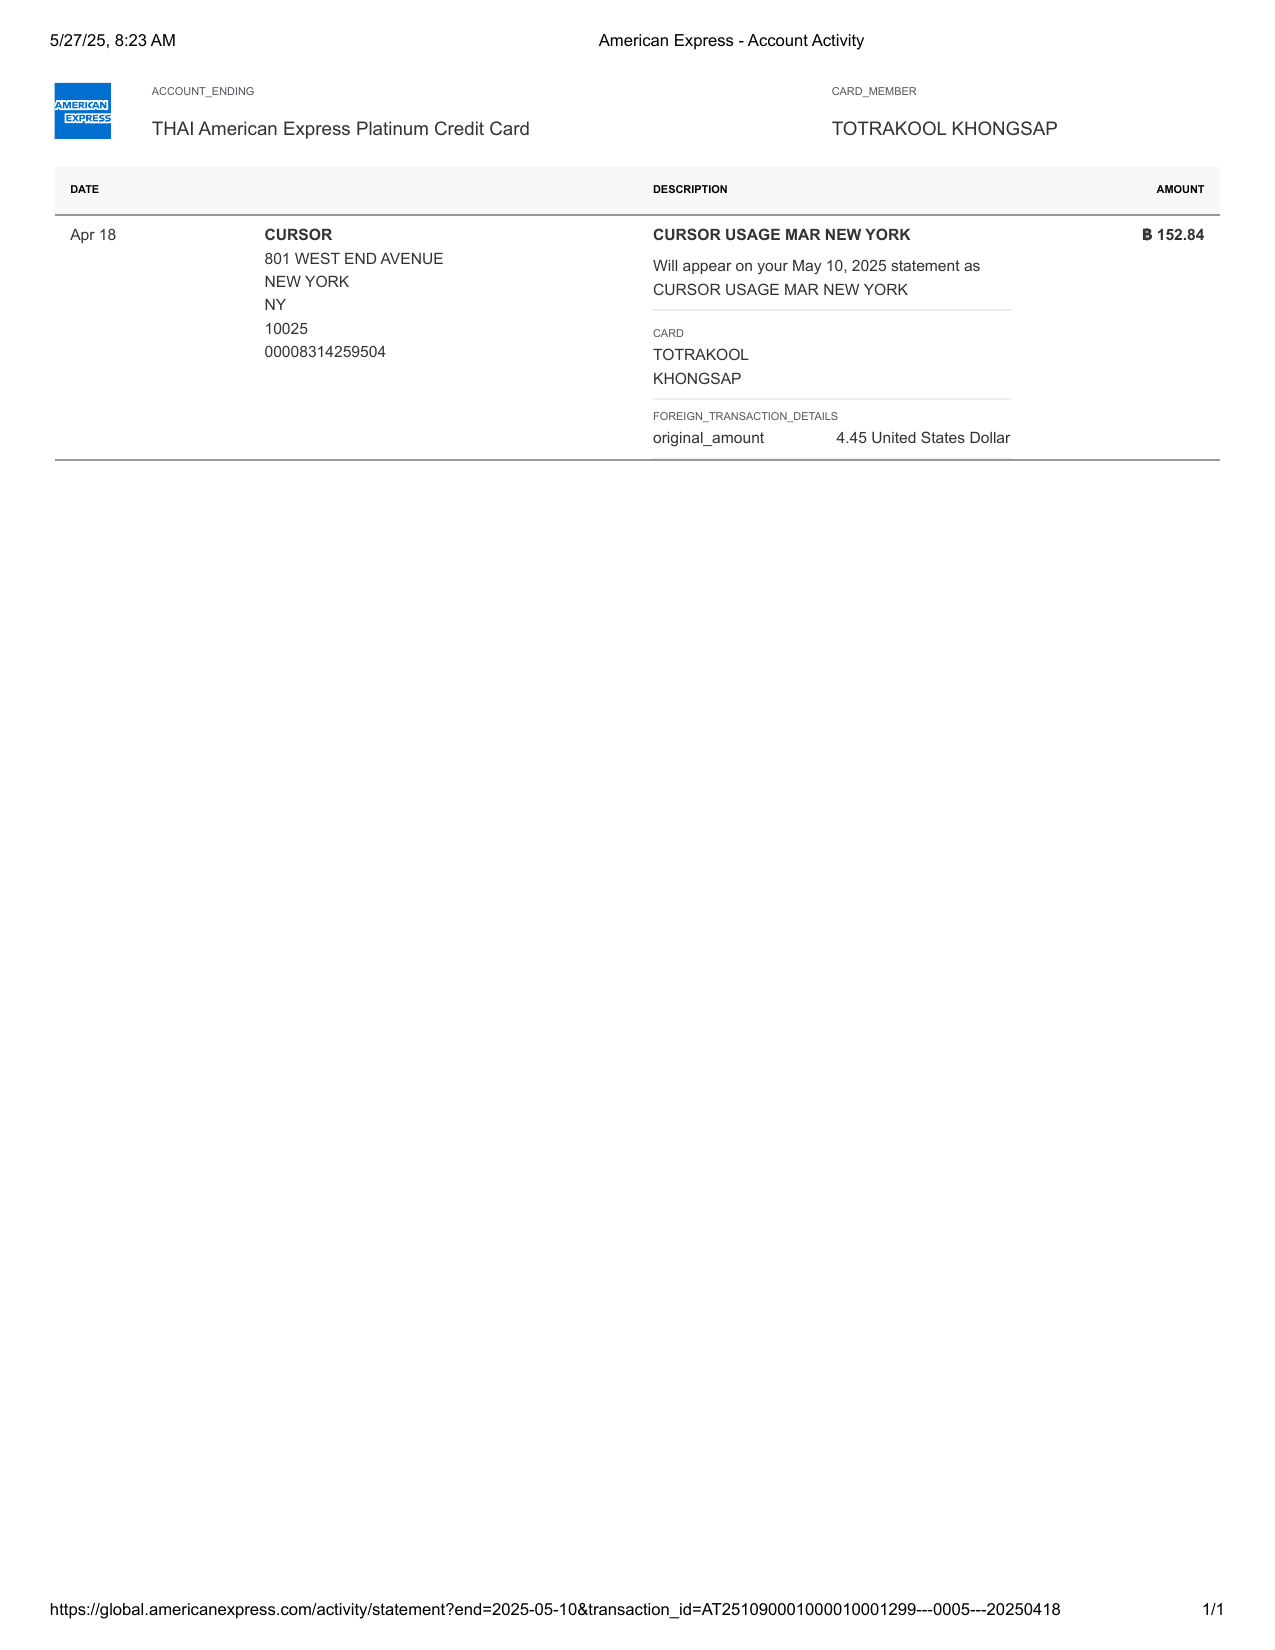 5/27/25, 8:23 AM American Express - Account Activity
AMERICAN
EXPRESS
ACCOUNT_ENDING CARD_MEMBER
THAI American Express Platinum Credit Card TOTRAKOOL KHONGSAP
DATE DESCRIPTION AMOUNT
Apr 18 CURSOR CURSOR USAGE MAR NEW YORK ฿ 152.84
801 WEST END AVENUE
Will appear on your May 10, 2025 statement as
NEW YORK
CURSOR USAGE MAR NEW YORK
NY
10025
00008314259504
CARD
TOTRAKOOL
KHONGSAP
FOREIGN_TRANSACTION_DETAILS
original_amount 4.45 United States Dollar
https://global.americanexpress.com/activity/statement?end=2025-05-10&transaction_id=AT251090001000010001299---0005---20250418 1/1